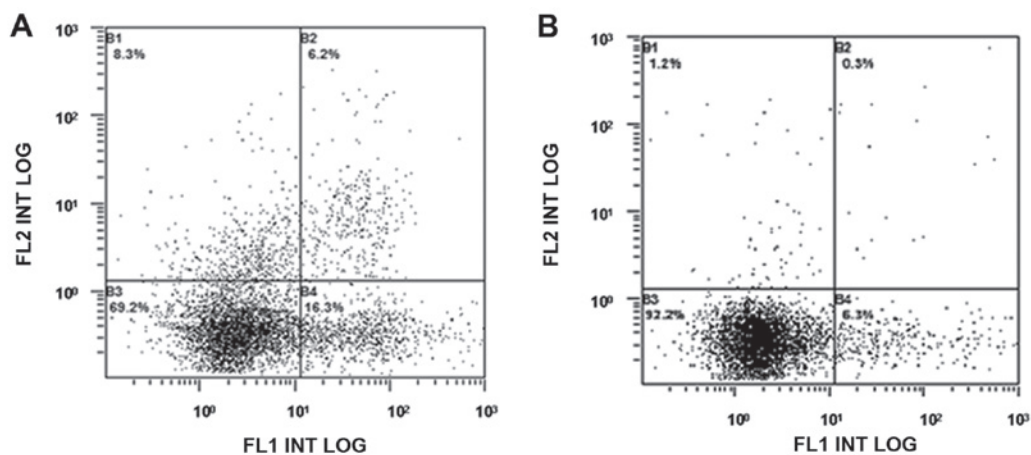 A
B
10³
10²
10¹
10⁰
FL2 INT LOG
B1
8.3%
B2
6.2%
B3
69.2%
B4
16.3%
10⁰
10¹
10²
10³
FL1 INT LOG
10³
10²
10¹
10⁰
FL2 INT LOG
B1
1.2%
B2
0.3%
B3
92.2%
B4
6.3%
10⁰
10¹
10²
10³
FL1 INT LOG